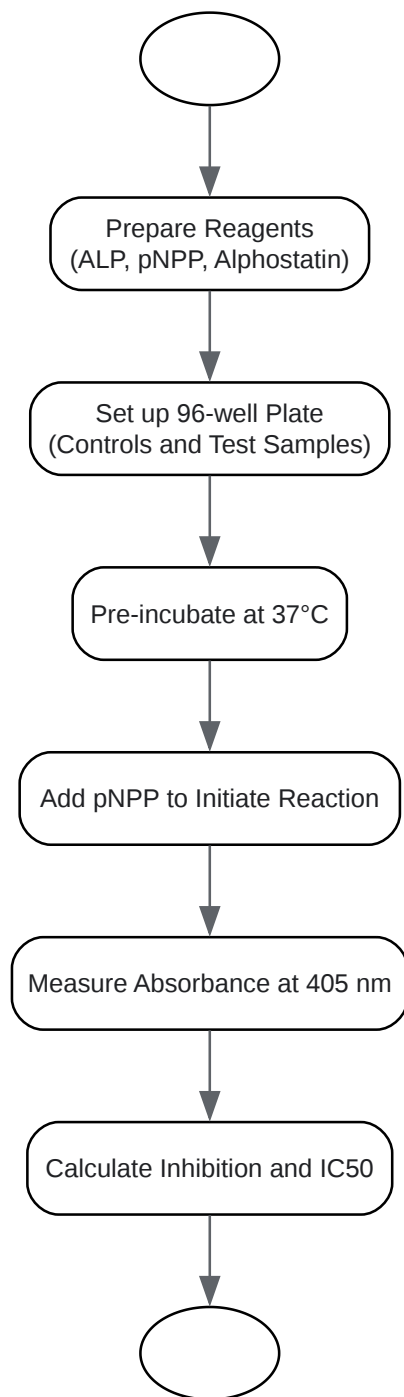 Prepare Reagents
(ALP, pNPP, Alphostatin)
Set up 96-well Plate
(Controls and Test Samples)
Pre-incubate at 37°C
Add pNPP to Initiate Reaction
Measure Absorbance at 405 nm
Calculate Inhibition and IC50